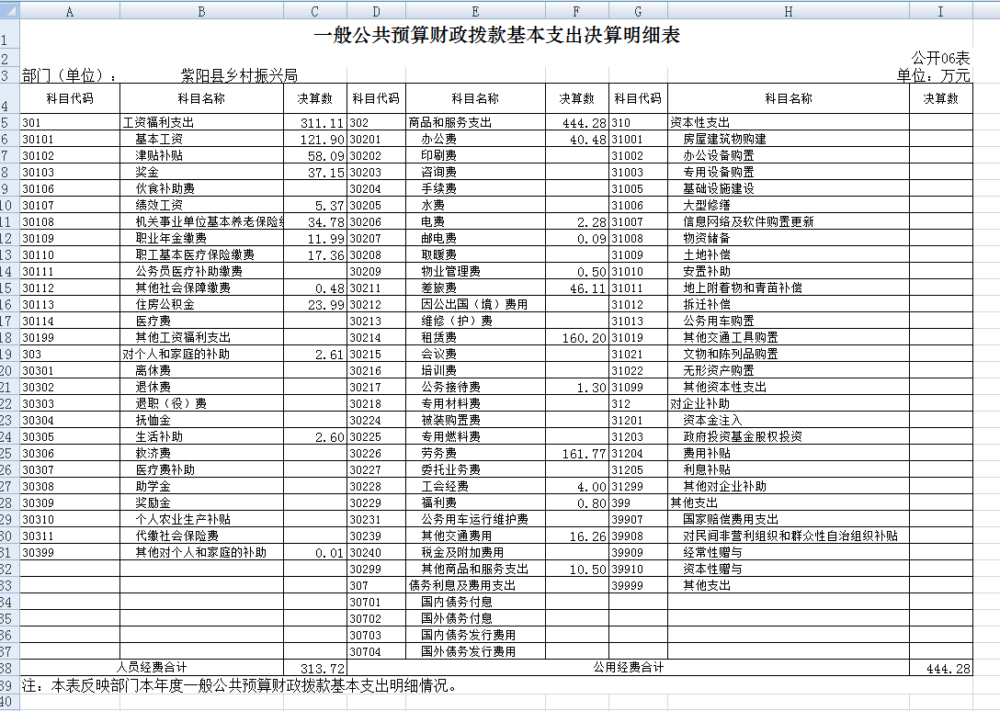 A B C D E F G H I
1 一般公共预算财政拨款基本支出决算明细表
2 公开06表
3 部门（单位）： 紫阳县乡村振兴局 单位：万元
4 科目代码 科目名称 决算数 科目代码 科目名称 决算数 科目代码 科目名称 决算数
5 301 工资福利支出 311.11 302 商品和服务支出 444.28 310 资本性支出
6 30101 基本工资 121.90 30201 办公费 40.48 31001 房屋建筑物购建
7 30102 津贴补贴 58.09 30202 印刷费 31002 办公设备购置
8 30103 奖金 37.15 30203 咨询费 31003 专用设备购置
9 30106 伙食补助费 30204 手续费 31005 基础设施建设
10 30107 绩效工资 5.37 30205 水费 31006 大型修缮
11 30108 机关事业单位基本养老保险 34.78 30206 电费 2.28 31007 信息网络及软件购置更新
12 30109 职业年金缴费 11.99 30207 邮电费 0.09 31008 物资储备
13 30110 职工基本医疗保险缴费 17.36 30208 取暖费 31009 土地补偿
14 30111 公务员医疗补助缴费 30209 物业管理费 0.50 31010 安置补助
15 30112 其他社会保障缴费 0.48 30211 差旅费 46.11 31011 地上附着物和青苗补偿
16 30113 住房公积金 23.99 30212 因公出国（境）费用 31012 拆迁补偿
17 30114 医疗费 30213 维修（护）费 31013 公务用车购置
18 30199 其他工资福利支出 30214 租赁费 160.20 31019 其他交通工具购置
19 303 对个人和家庭的补助 2.61 30215 会议费 31021 文物和陈列品购置
20 30301 离休费 30216 培训费 31022 无形资产购置
21 30302 退休费 30217 公务接待费 1.30 31099 其他资本性支出
22 30303 退职（役）费 30218 专用材料费 312 对企业补助
23 30304 抚恤金 30224 被装购置费 31201 资本金注入
24 30305 生活补助 2.60 30225 专用燃料费 31203 政府投资基金股权投资
25 30306 救济费 30226 劳务费 161.77 31204 费用补贴
26 30307 医疗费补助 30227 委托业务费 31205 利息补贴
27 30308 助学金 30228 工会经费 4.00 31299 其他对企业补助
28 30309 奖励金 30229 福利费 0.80 399 其他支出
29 30310 个人农业生产补贴 30231 公务用车运行维护费 39907 国家赔偿费用支出
30 30311 代缴社会保险费 30239 其他交通费用 16.26 39908 对民间非营利组织和群众性自治组织补贴
31 30399 其他对个人和家庭的补助 0.01 30240 税金及附加费用 39909 经常性赠与
32 30299 其他商品和服务支出 10.50 39910 资本性赠与
33 307 债务利息及费用支出 39999 其他支出
34 30701 国内债务付息
35 30702 国外债务付息
36 30703 国内债务发行费用
37 30704 国外债务发行费用
38 人员经费合计 313.72 公用经费合计 444.28
39 注：本表反映部门本年度一般公共预算财政拨款基本支出明细情况。
40